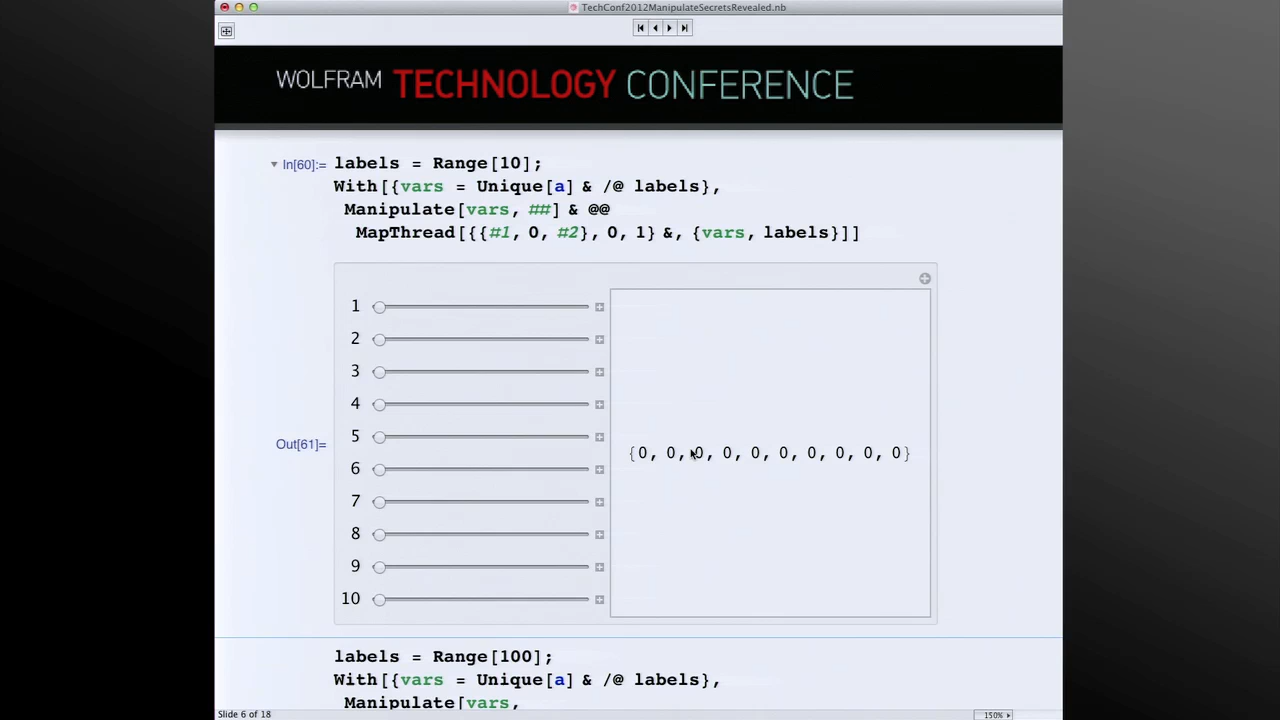 TechConf2012ManipulateSecretsRevealed.nb
WOLFRAM TECHNOLOGY CONFERENCE
In[60]:= labels = Range[10];
With[{vars = Unique[a] & /@ labels},
Manipulate[vars, ##] & @@
MapThread[{{#1, 0, #2}, 0, 1} &, {vars, labels}]]
1
2
3
4
5
6
7
8
9
10
Out[61]=
{0, 0, 0, 0, 0, 0, 0, 0, 0, 0}
labels = Range[100];
With[{vars = Unique[a] & /@ labels},
Manipulate[vars,
Slide 6 of 18
150%